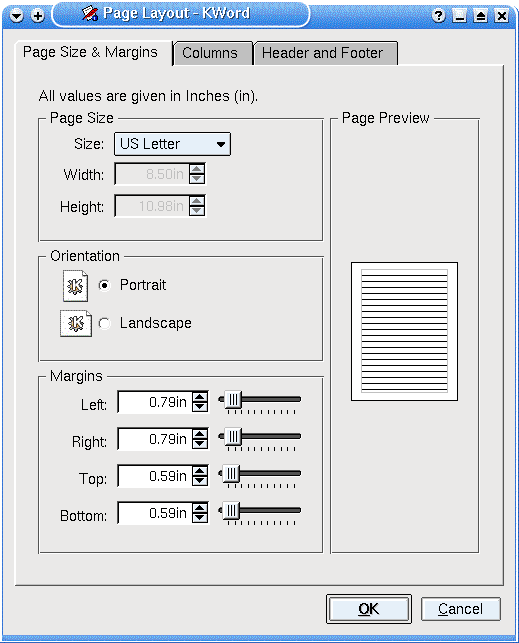 Page Layout - KWord
Page Size & Margins
Columns
Header and Footer
All values are given in Inches (in).
Page Size
Size:
US Letter
Width:
8.50in
Height:
10.98in
Orientation
Portrait
Landscape
Margins
Left:
0.79in
Right:
0.79in
Top:
0.59in
Bottom:
0.59in
Page Preview
OK
Cancel